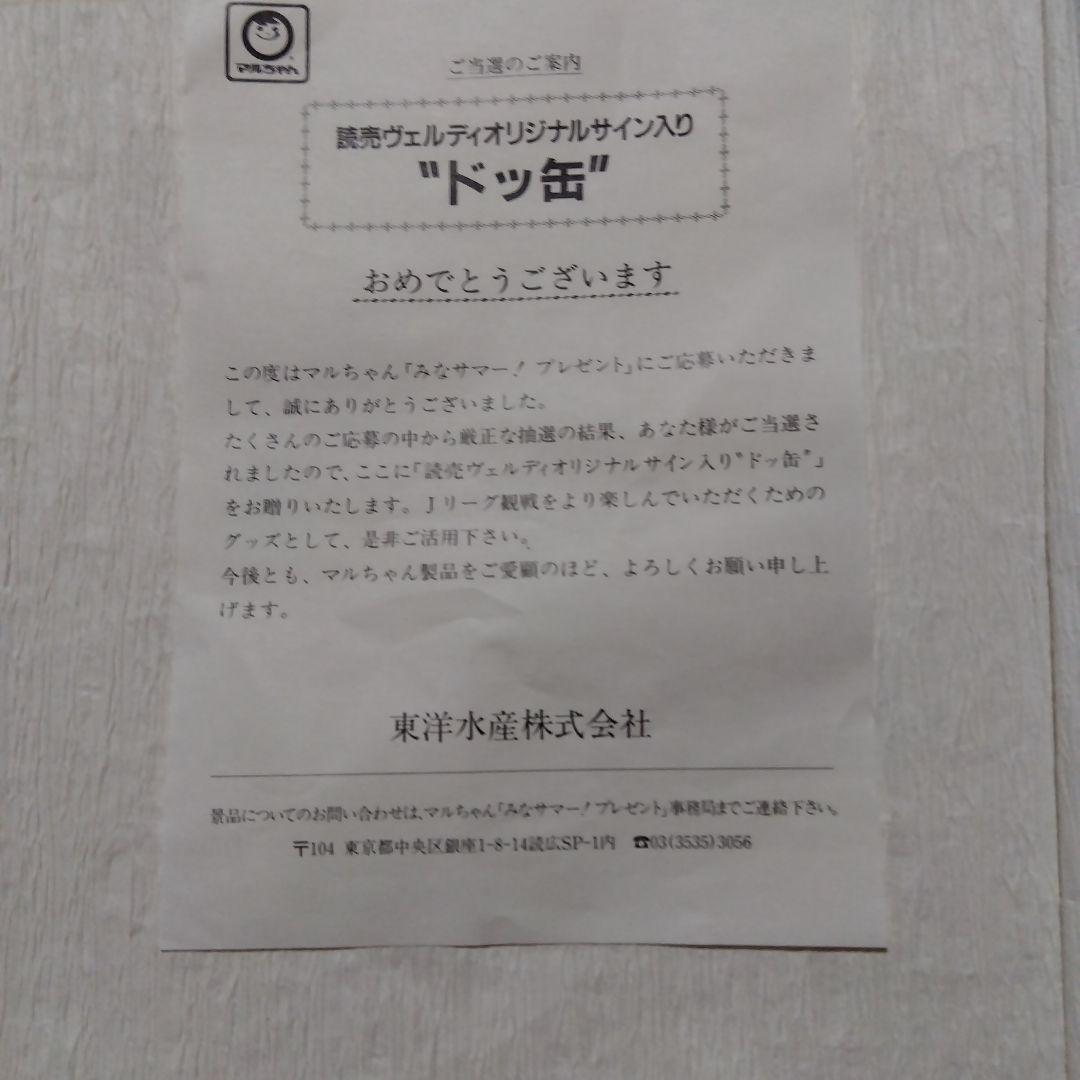 マルちゃん
ご当選のご案内
読売ヴェルディオリジナルサイン入り
"ドッ缶"
おめでとうございます
この度はマルちゃん「みなサマー！プレゼント」にご応募いただきま
して、誠にありがとうございました。
たくさんのご応募の中から厳正な抽選の結果、あなた様がご当選さ
れましたので、ここに「読売ヴェルディオリジナルサイン入り"ドッ缶"」
をお贈りいたします。Jリーグ観戦をより楽しんでいただくための
グッズとして、是非ご活用下さい。
今後とも、マルちゃん製品をご愛顧のほど、よろしくお願い申し上
げます。
東洋水産株式会社
景品についてのお問い合わせは、マルちゃん「みなサマー！プレゼント」事務局までご連絡下さい。
〒104 東京都中央区銀座1-8-14読広SP-1内 ☎03(3535)3056